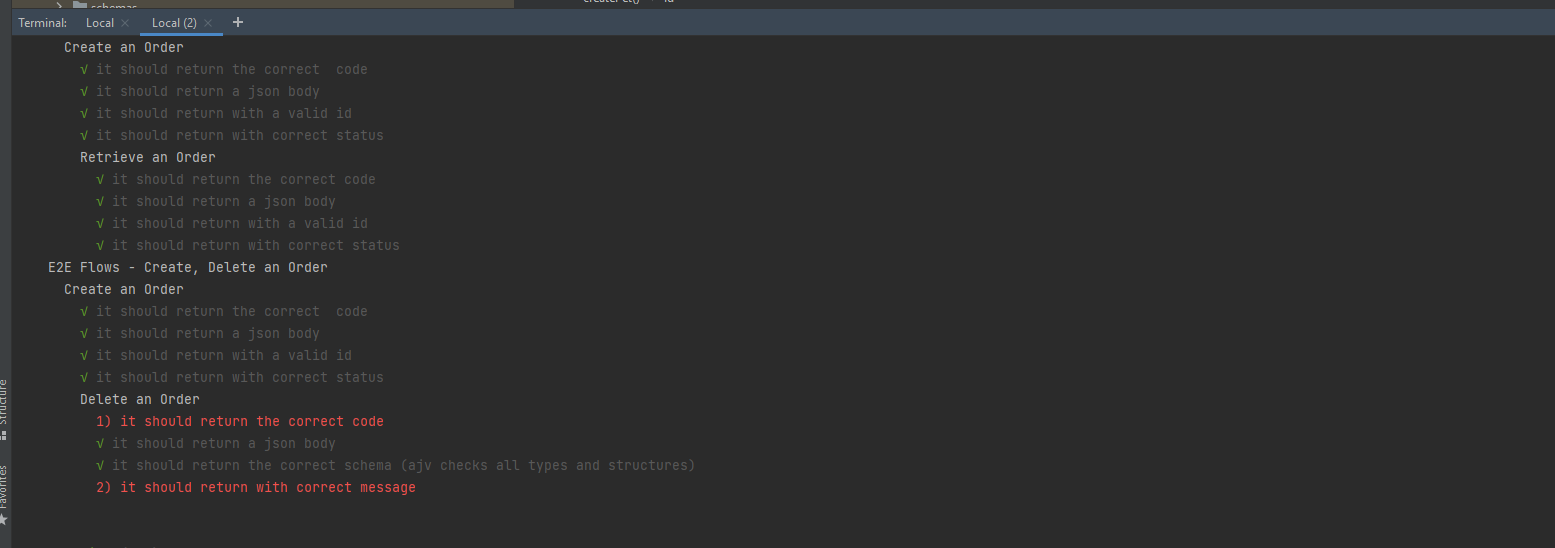 schemas
Terminal: Local × Local (2) × +
Create an Order
√ it should return the correct  code
√ it should return a json body
√ it should return with a valid id
√ it should return with correct status
Retrieve an Order
√ it should return the correct code
√ it should return a json body
√ it should return with a valid id
√ it should return with correct status
E2E Flows - Create, Delete an Order
Create an Order
√ it should return the correct  code
√ it should return a json body
√ it should return with a valid id
√ it should return with correct status
Delete an Order
1) it should return the correct code
√ it should return a json body
√ it should return the correct schema (ajv checks all types and structures)
2) it should return with correct message
Structure
Favorites